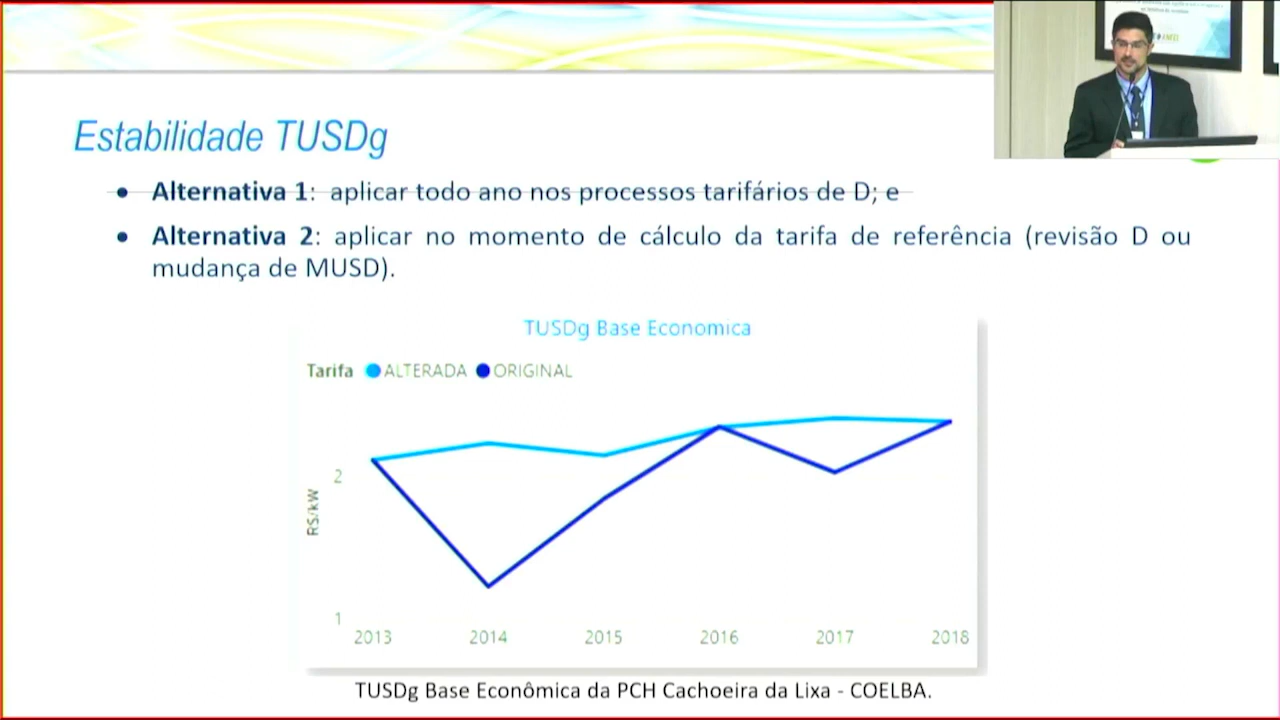 Estabilidade TUSDg
• Alternativa 1: aplicar todo ano nos processos tarifários de D; e
• Alternativa 2: aplicar no momento de cálculo da tarifa de referência (revisão D ou
mudança de MUSD).
TUSDg Base Economica
Tarifa ALTERADA ORIGINAL
2
R$/kW
1
2013 2014 2015 2016 2017 2018
TUSDg Base Econômica da PCH Cachoeira da Lixa - COELBA.